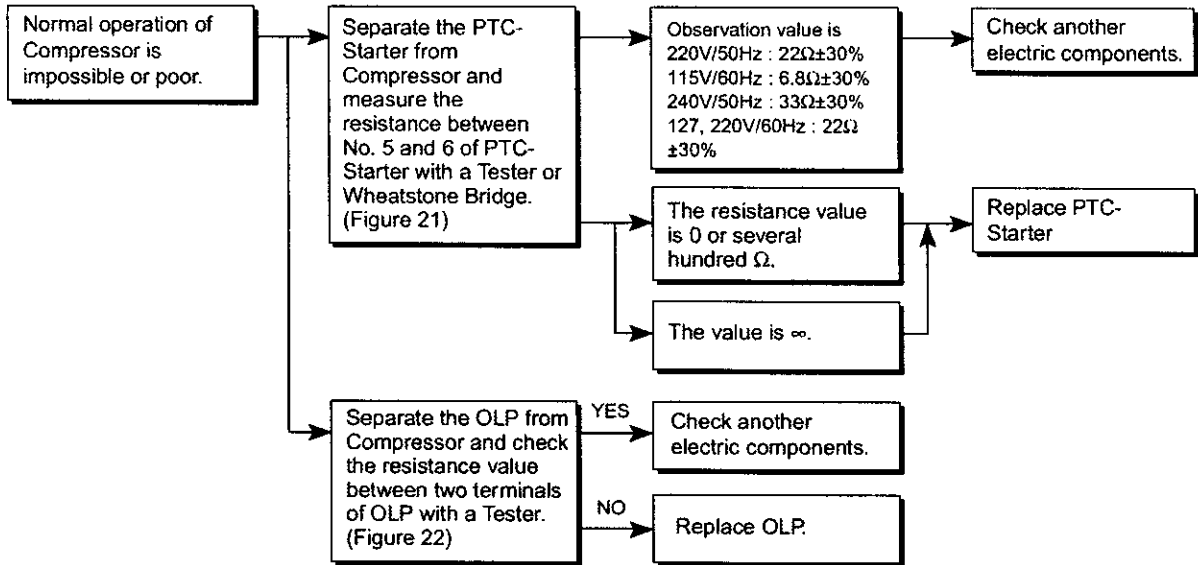 Normal operation of
Compressor is
impossible or poor.
Separate the PTC-
Starter from
Compressor and
measure the
resistance between
No. 5 and 6 of PTC-
Starter with a Tester or
Wheatstone Bridge.
(Figure 21)
Observation value is
220V/50Hz : 22Ω±30%
115V/60Hz : 6.8Ω±30%
240V/50Hz : 33Ω±30%
127, 220V/60Hz : 22Ω
±30%
Check another
electric components.
The resistance value
is 0 or several
hundred Ω.
The value is ∞.
Replace PTC-
Starter
Separate the OLP from
Compressor and check
the resistance value
between two terminals
of OLP with a Tester.
(Figure 22)
YES
Check another
electric components.
NO
Replace OLP.